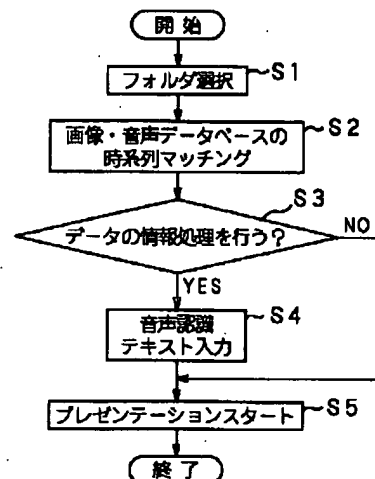 開始
フォルダ選択
S1
画像・音声データベースの
時系列マッチング
S2
S3
データの情報処理を行う?
NO
YES
音声認識
テキスト入力
S4
プレゼンテーションスタート
S5
終了